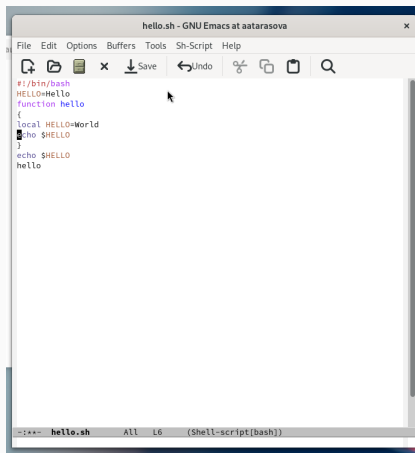 hello.sh - GNU Emacs at aatarasova
File Edit Options Buffers Tools Sh-Script Help
Save Undo
#!/bin/bash
HELLO=Hello
function hello
{
local HELLO=World
echo $HELLO
}
echo $HELLO
hello
-:**- hello.sh All L6 (Shell-script[bash])